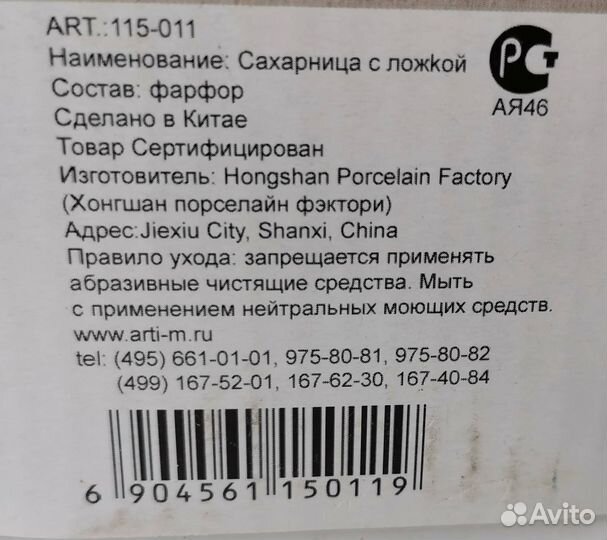 ART.:115-011
Наименование: Сахарница с ложкой
Состав: фарфор
Сделано в Китае
Товар Сертифицирован
Изготовитель: Hongshan Porcelain Factory
(Хонгшан порселайн фэктори)
Адрес:Jiexiu City, Shanxi, China
Правило ухода: запрещается применять
абразивные чистящие средства. Мыть
с применением нейтральных моющих средств.
www.arti-m.ru
tel: (495) 661-01-01, 975-80-81, 975-80-82
(499) 167-52-01, 167-62-30, 167-40-84
6 904561 150119
РСТ
АЯ46
Avito